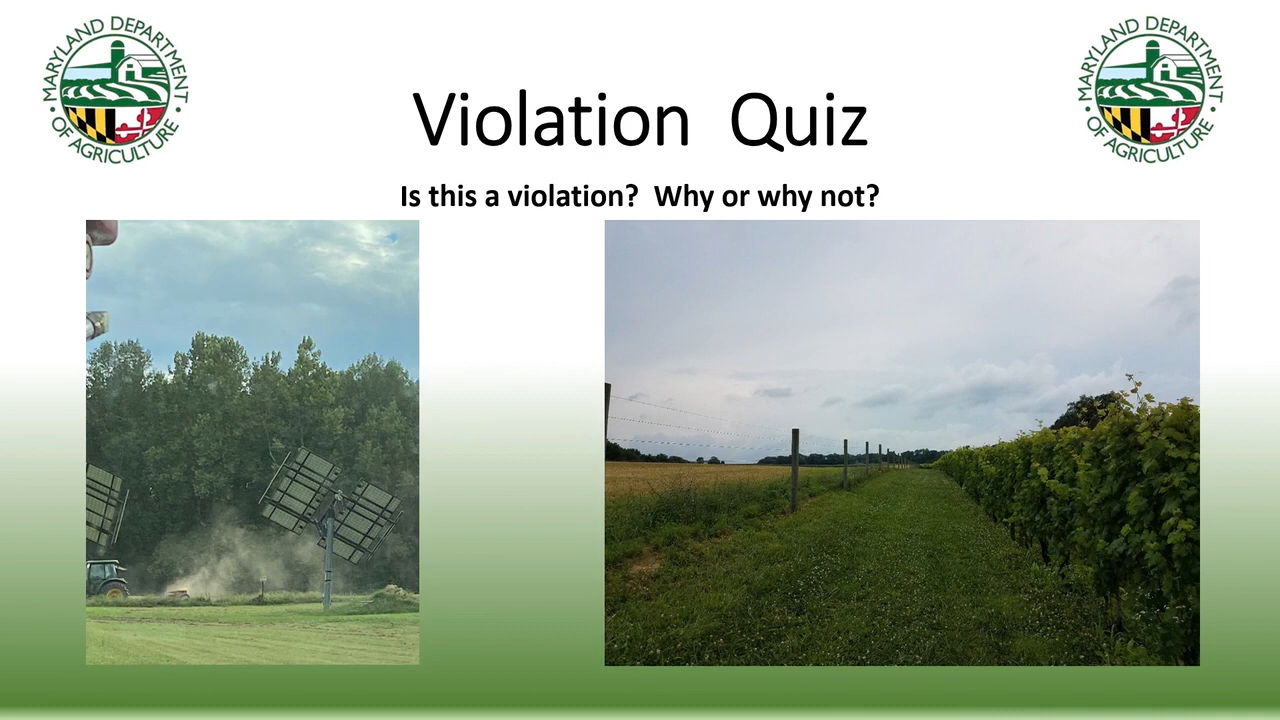 MARYLAND DEPARTMENT
OF AGRICULTURE
MARYLAND DEPARTMENT
OF AGRICULTURE
Violation Quiz
Is this a violation? Why or why not?